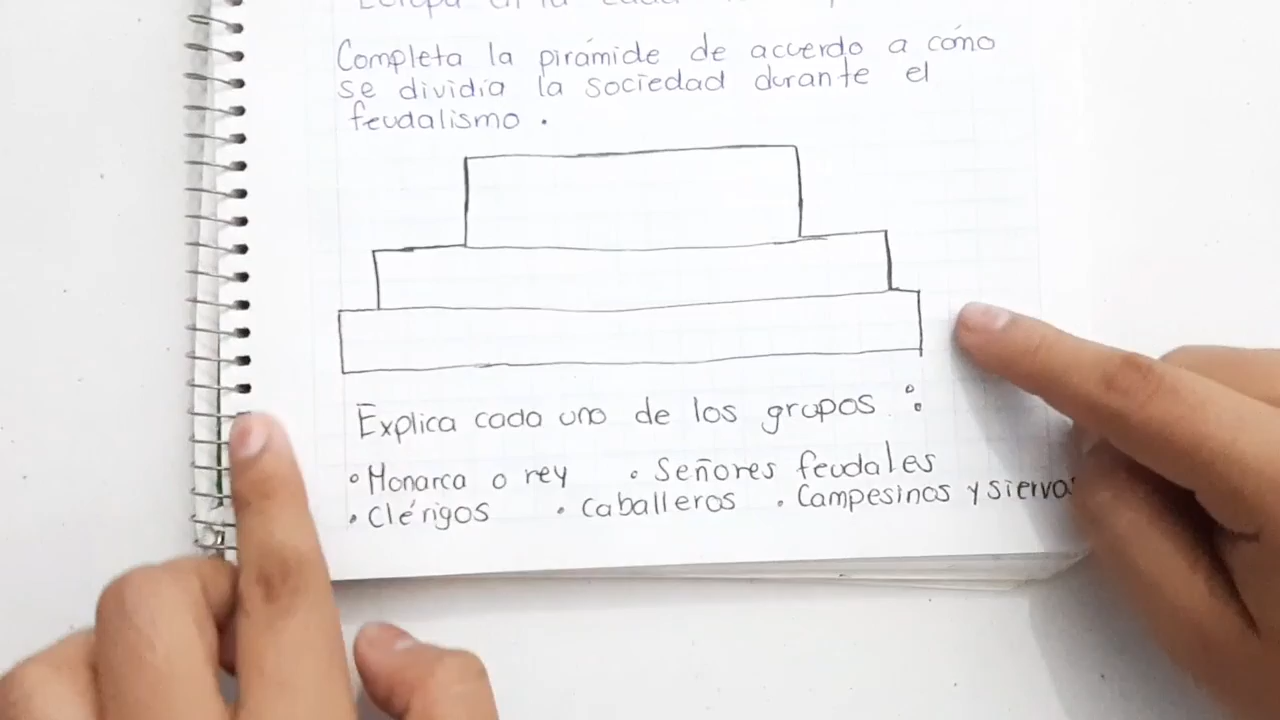 Completa la pirámide de acuerdo a cómo
se dividía la sociedad durante el
feudalismo.
Explica cada uno de los grupos:
• Monarca o rey • Señores feudales
• Clérigos • Caballeros • Campesinos y siervos